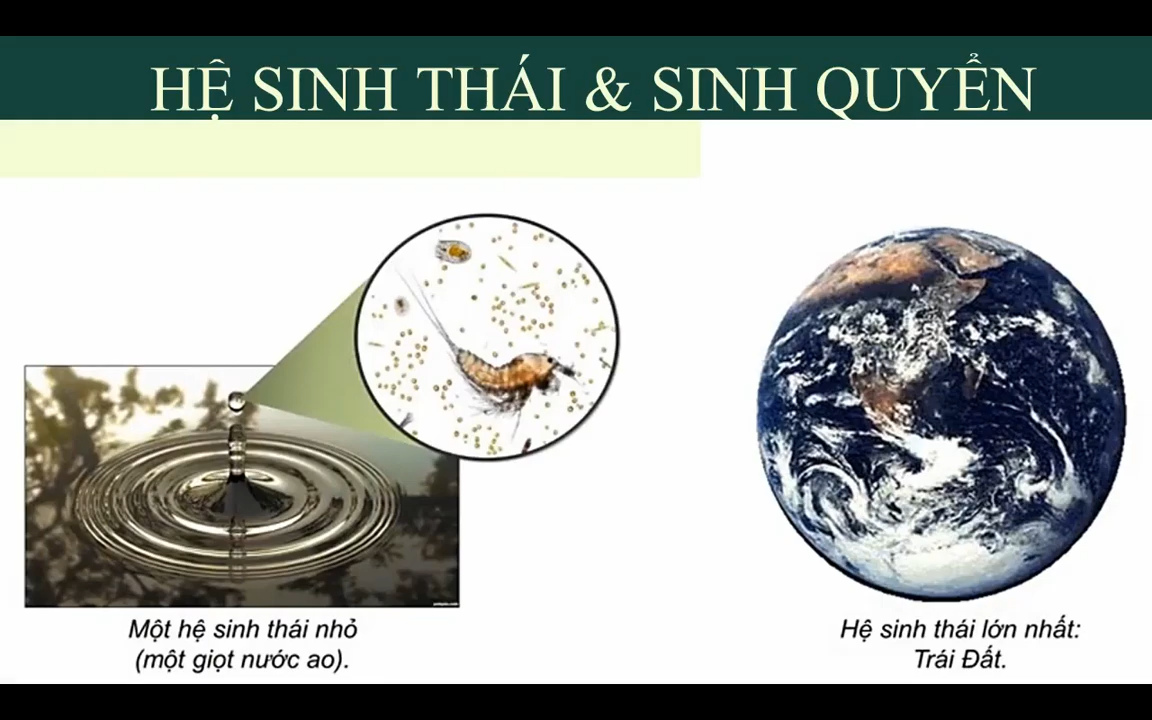 HỆ SINH THÁI & SINH QUYỂN
Một hệ sinh thái nhỏ
(một giọt nước ao).
Hệ sinh thái lớn nhất:
Trái Đất.